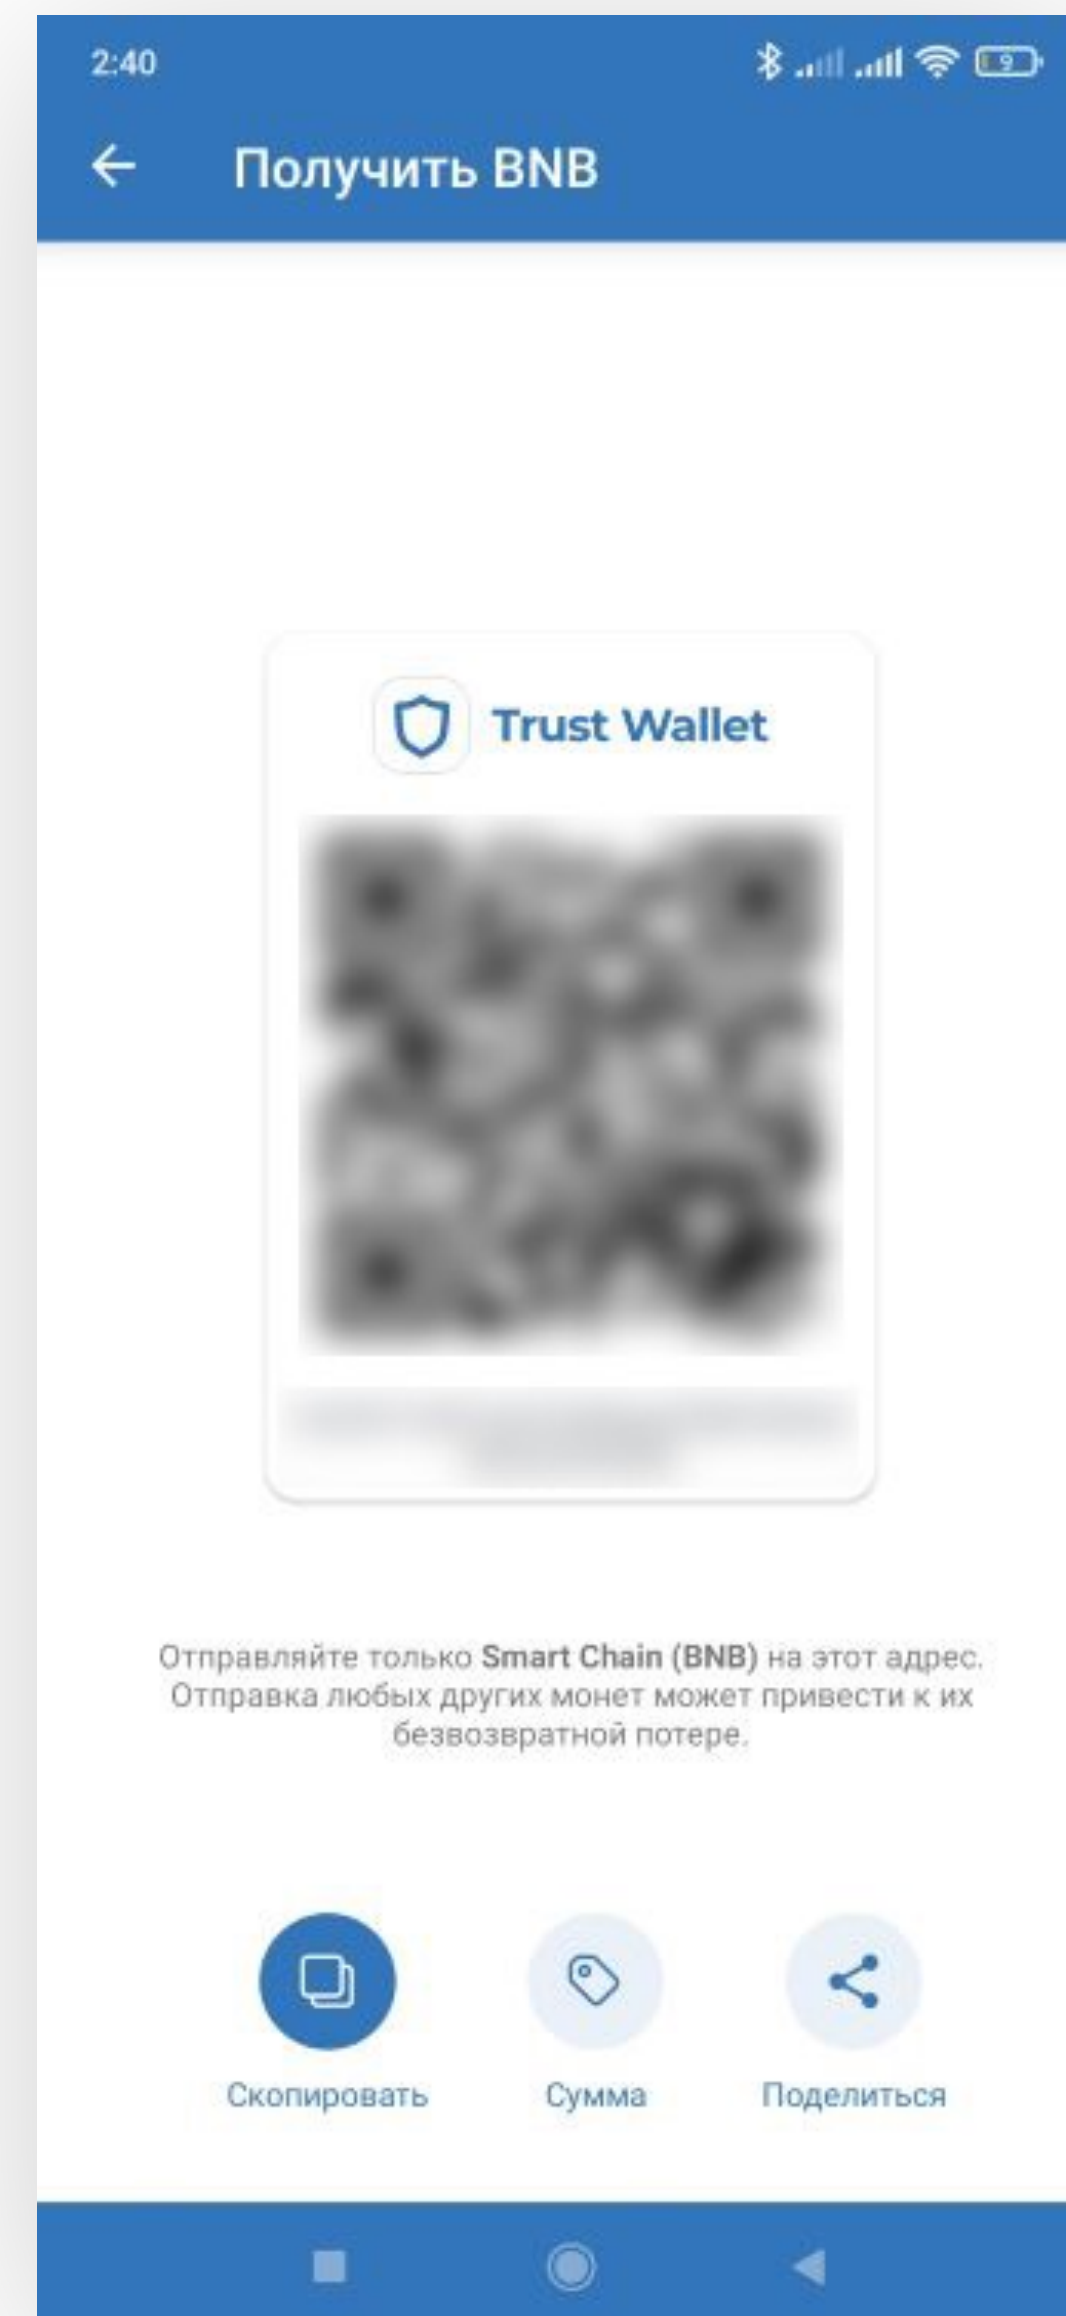 2:40
9
Получить BNB
Trust Wallet
Отправляйте только Smart Chain (BNB) на этот адрес.
Отправка любых других монет может привести к их
безвозвратной потере.
Скопировать
Сумма
Поделиться